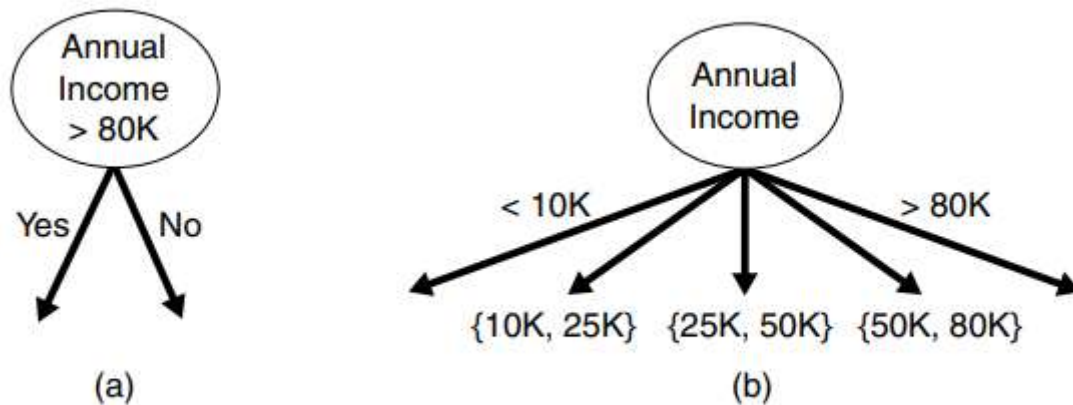 Annual
Income
> 80K
Yes
No
(a)
Annual
Income
< 10K
> 80K
{10K, 25K}
{25K, 50K}
{50K, 80K}
(b)